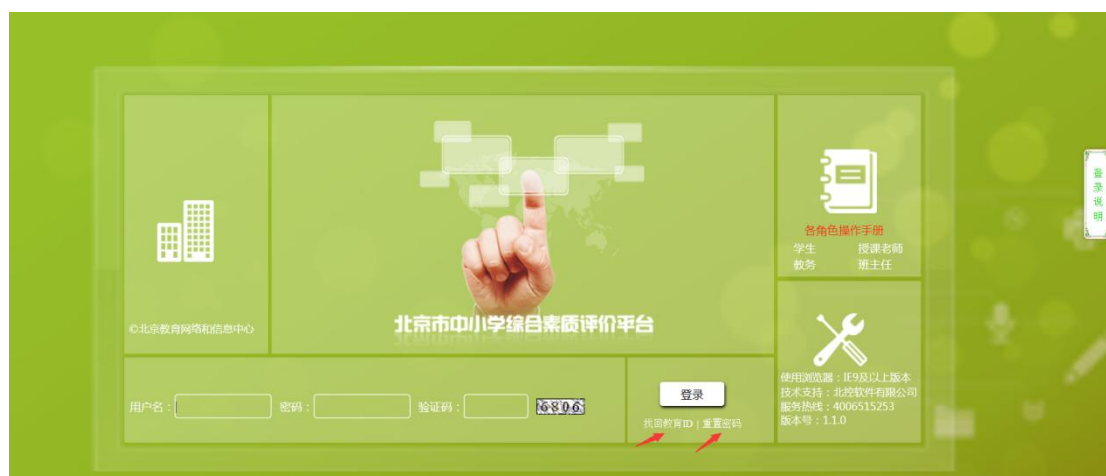 登录说明
各角色操作手册
学生 授课老师
教务 班主任
©北京教育网络和信息中心
北京市中小学综合素质评价平台
使用浏览器：IE9及以上版本
技术支持：北控软件有限公司
服务热线：4006515253
版本号：1.1.0
用户名： 密码： 验证码： 6806
登录
找回教育ID | 重置密码